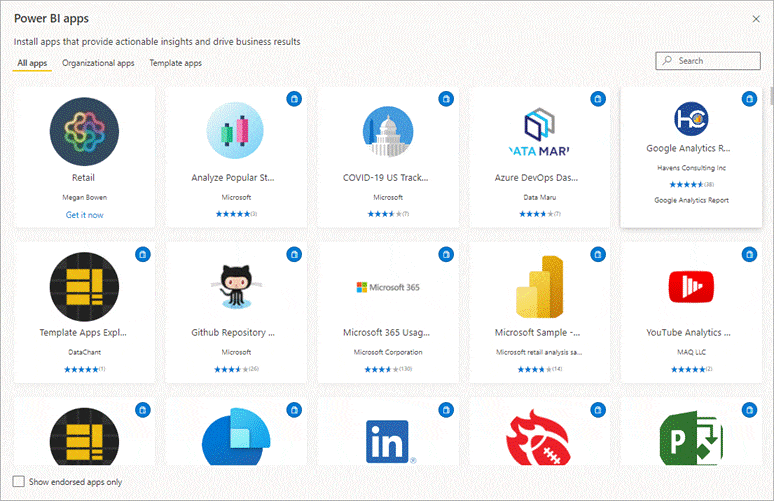 Power BI apps
Install apps that provide actionable insights and drive business results
All apps
Organizational apps
Template apps
Search
Retail
Megan Bowen
Get it now
Analyze Popular St...
Microsoft
(3)
COVID-19 US Track...
Microsoft
(7)
DATA MARU
Azure DevOps Das...
Data Maru
(7)
HC
Google Analytics R...
Havens Consulting Inc
(38)
Google Analytics Report
Template Apps Expl...
DataChant
(1)
Github Repository ...
Microsoft
(26)
Microsoft 365
Microsoft 365 Usag...
Microsoft Corporation
(130)
Microsoft Sample -...
Microsoft retail analysis sa...
(14)
YouTube Analytics ...
MAQ LLC
(2)
in
P
Show endorsed apps only